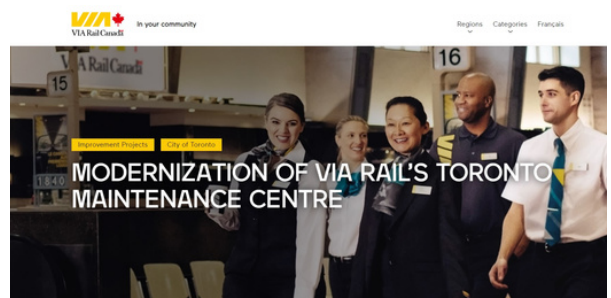 VIA Rail Canada
In your community
Regions
Categories
Français
VIA Rail Canada
15
16
Improvement Projects
City of Toronto
1840
MODERNIZATION OF VIA RAIL'S TORONTO
MAINTENANCE CENTRE